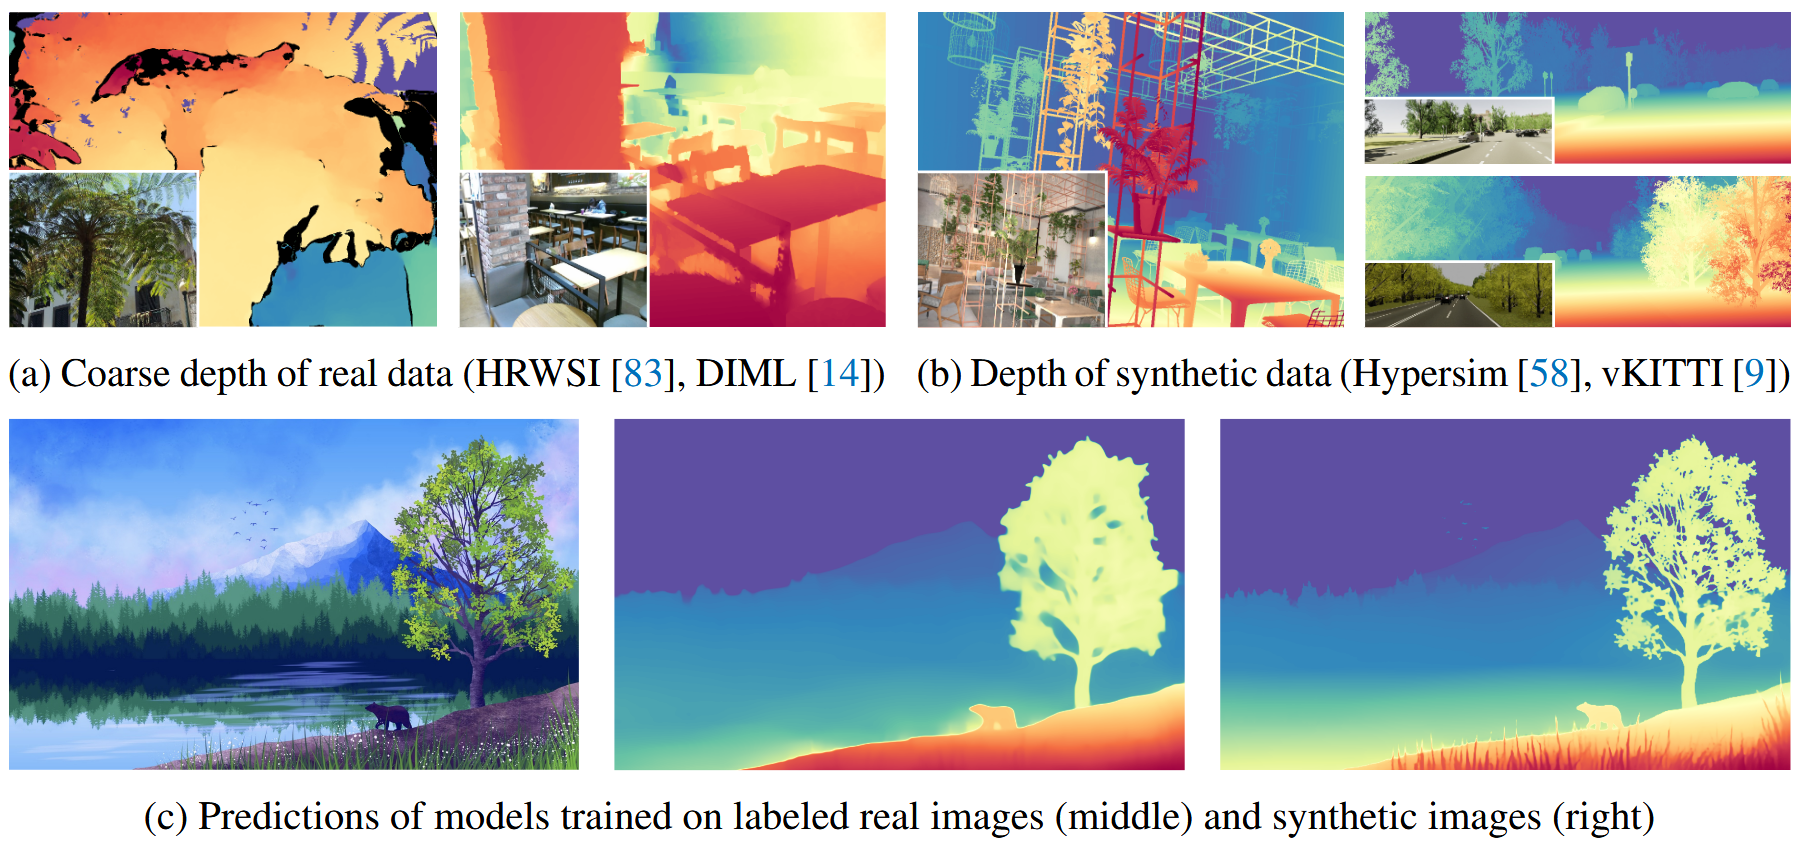 (a) Coarse depth of real data (HRWSI [83], DIML [14])
(b) Depth of synthetic data (Hypersim [58], vKITTI [9])
(c) Predictions of models trained on labeled real images (middle) and synthetic images (right)